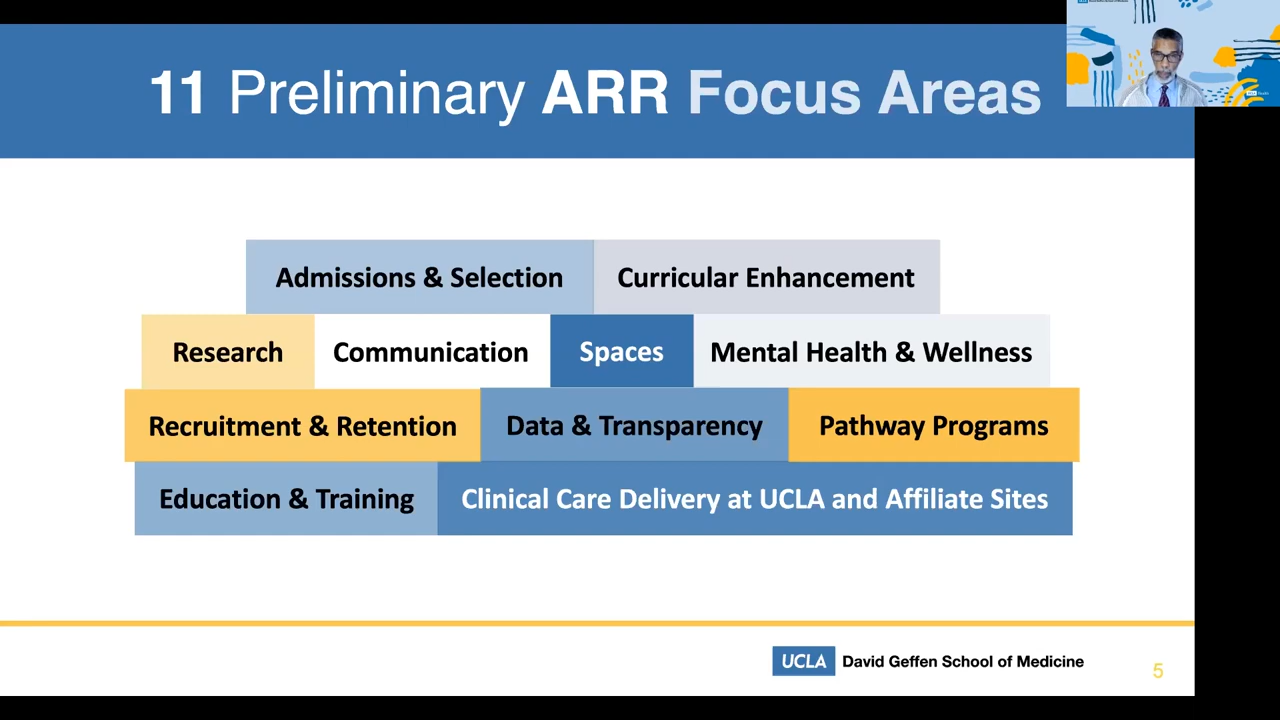 11 Preliminary ARR Focus Areas
Admissions & Selection
Curricular Enhancement
Research
Communication
Spaces
Mental Health & Wellness
Recruitment & Retention
Data & Transparency
Pathway Programs
Education & Training
Clinical Care Delivery at UCLA and Affiliate Sites
UCLA David Geffen School of Medicine
5